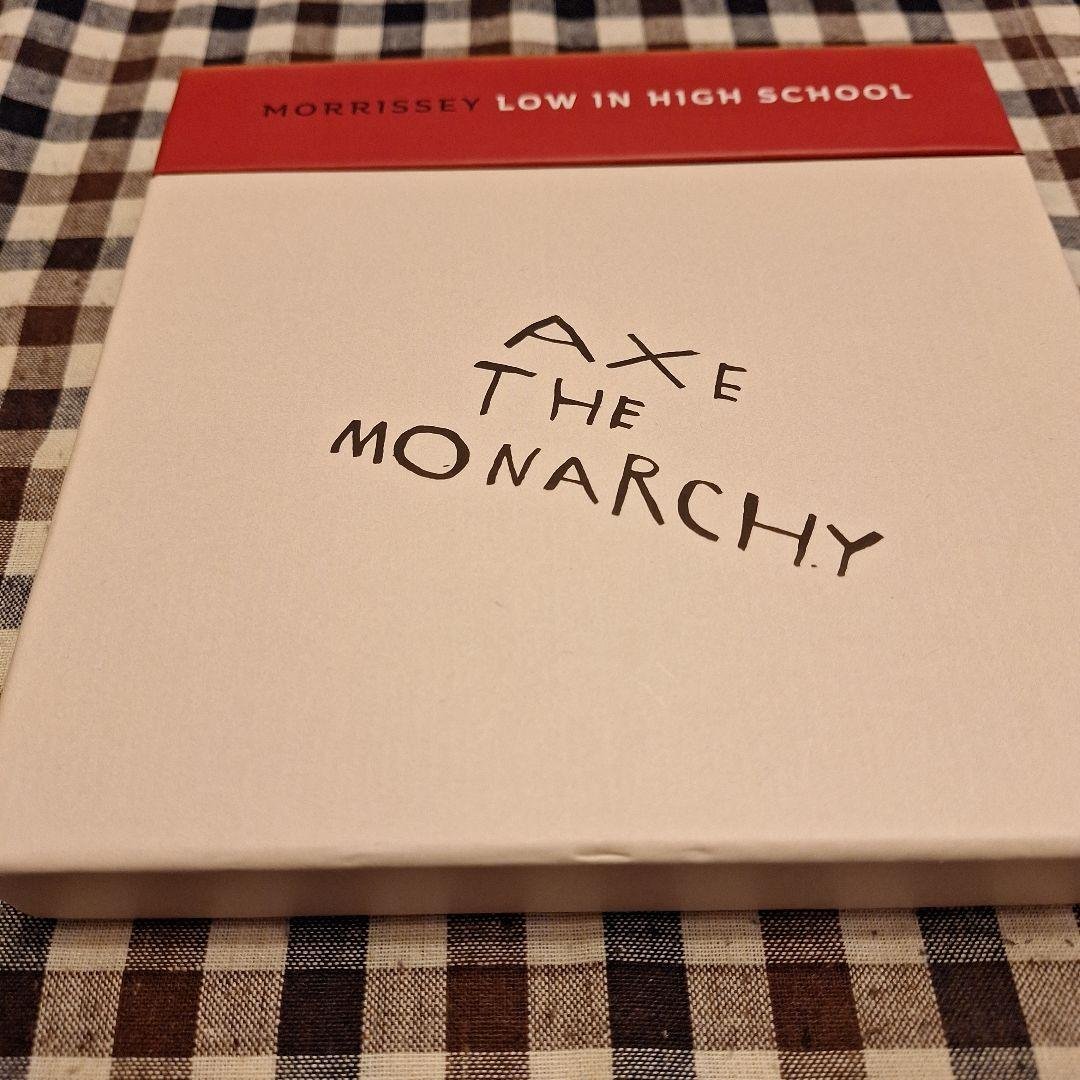 MORRISSEY LOW IN HIGH SCHOOL
AXE
THE
MONARCHY